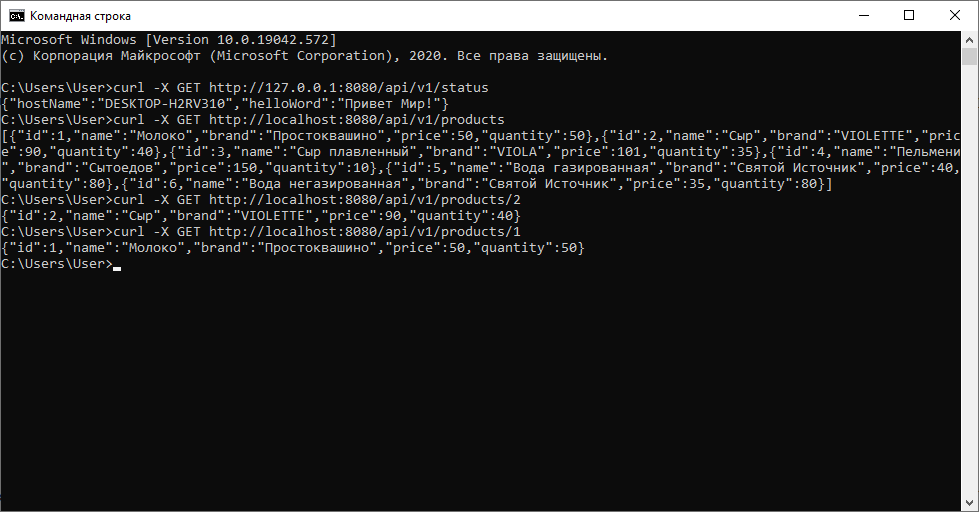 Командная строка
Microsoft Windows [Version 10.0.19042.572]
(c) Корпорация Майкрософт (Microsoft Corporation), 2020. Все права защищены.
C:\Users\User>curl -X GET http://127.0.0.1:8080/api/v1/status
{"hostName":"DESKTOP-H2RV310","helloWord":"Привет Мир!"}
C:\Users\User>curl -X GET http://localhost:8080/api/v1/products
[{"id":1,"name":"Молоко","brand":"Простоквашино","price":50,"quantity":50},{"id":2,"name":"Сыр","brand":"VIOLETTE","pric
e":90,"quantity":40},{"id":3,"name":"Сыр плавленный","brand":"VIOLA","price":101,"quantity":35},{"id":4,"name":"Пельмени
","brand":"Сытоедов","price":150,"quantity":10},{"id":5,"name":"Вода газированная","brand":"Святой Источник","price":40,
"quantity":80},{"id":6,"name":"Вода негазированная","brand":"Святой Источник","price":35,"quantity":80}]
C:\Users\User>curl -X GET http://localhost:8080/api/v1/products/2
{"id":2,"name":"Сыр","brand":"VIOLETTE","price":90,"quantity":40}
C:\Users\User>curl -X GET http://localhost:8080/api/v1/products/1
{"id":1,"name":"Молоко","brand":"Простоквашино","price":50,"quantity":50}
C:\Users\User>